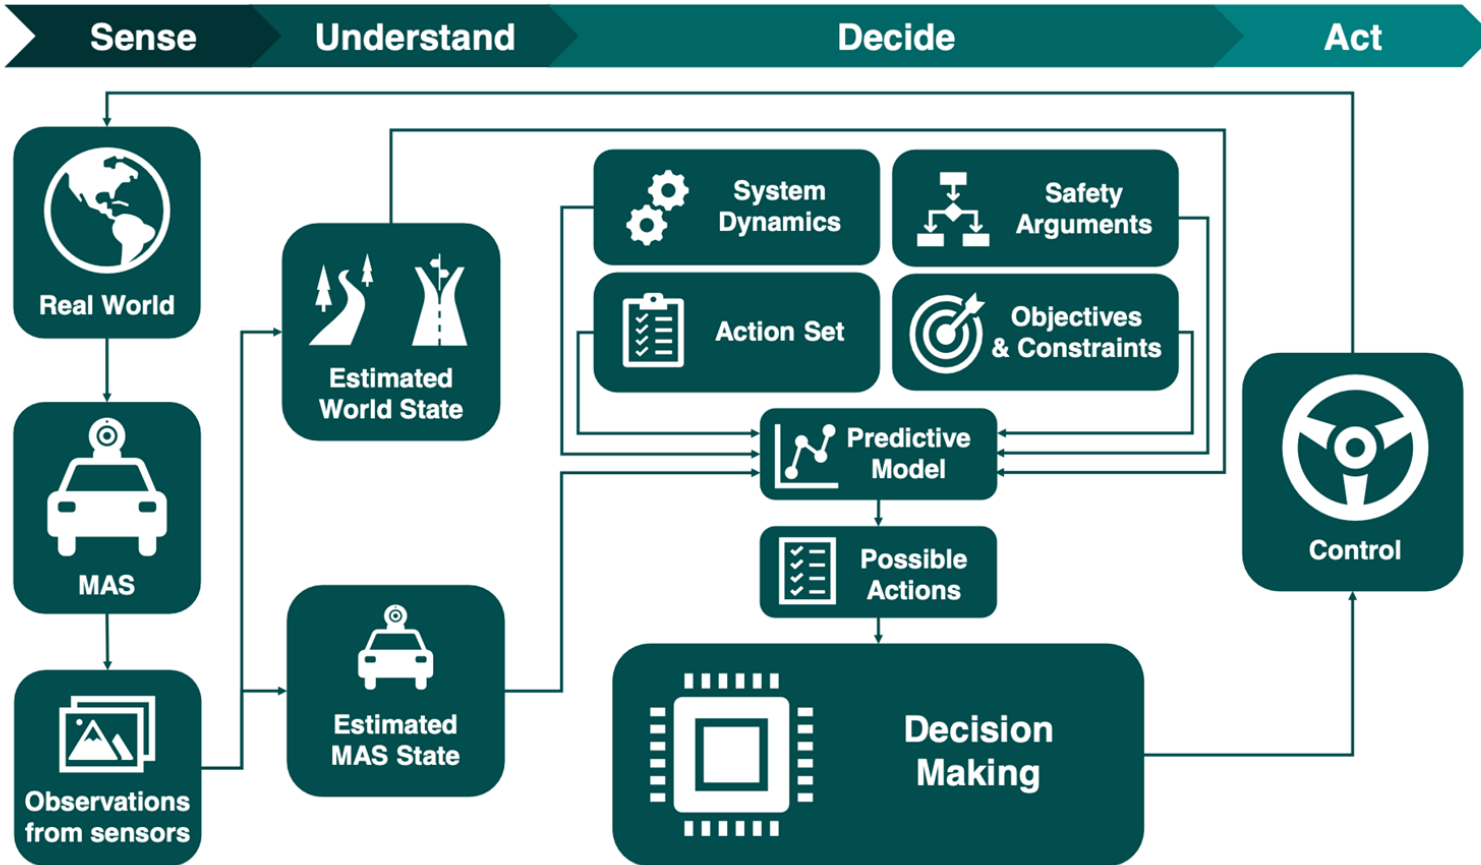 Sense
Understand
Decide
Act
Real World
MAS
Observations
from sensors
Estimated
World State
Estimated
MAS State
System
Dynamics
Safety
Arguments
Action Set
Objectives
& Constraints
Predictive
Model
Possible
Actions
Decision
Making
Control